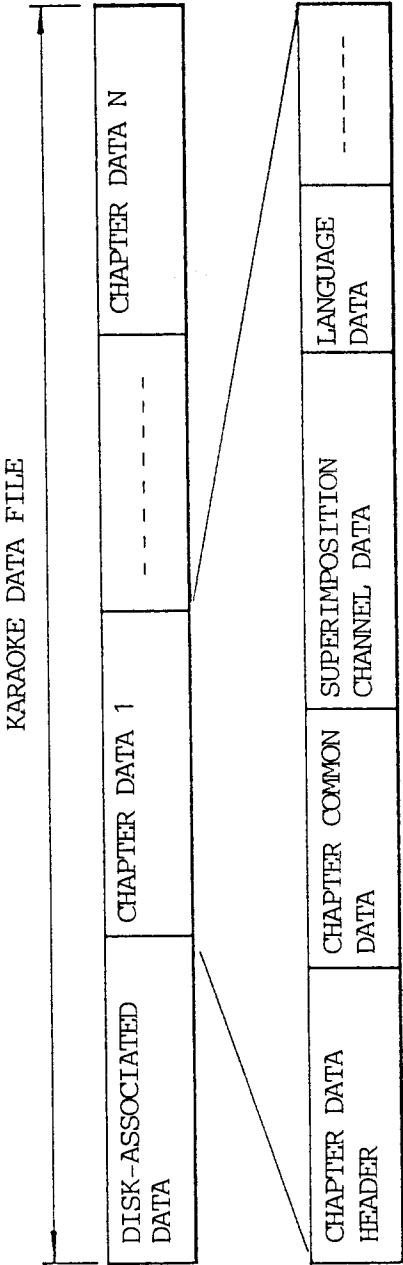 KARAOKE DATA FILE
DISK-ASSOCIATED
DATA
CHAPTER DATA 1
CHAPTER DATA N
CHAPTER DATA
HEADER
CHAPTER COMMON
DATA
SUPERIMPOSITION
CHANNEL DATA
LANGUAGE
DATA